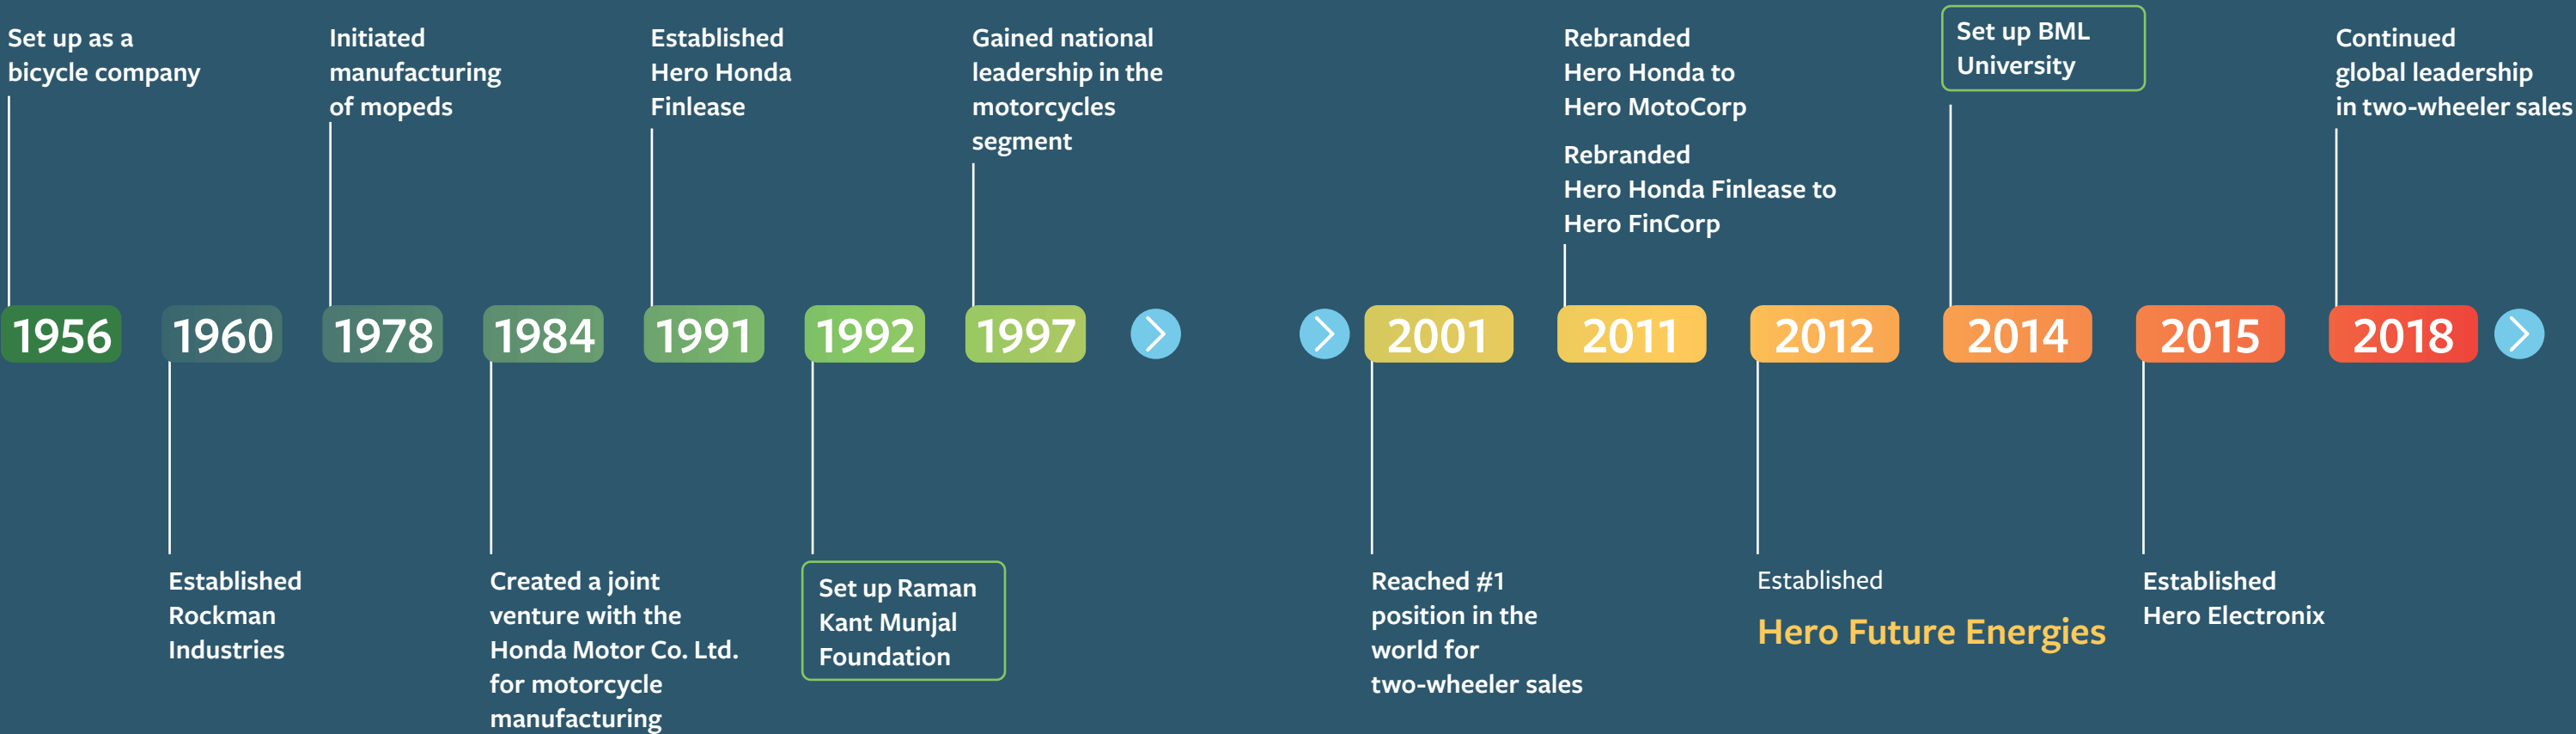 Set up as a
bicycle company
Initiated
manufacturing
of mopeds
Established
Hero Honda
Finlease
Gained national
leadership in the
motorcycles
segment
Rebranded
Hero Honda to
Hero MotoCorp
Rebranded
Hero Honda Finlease to
Hero FinCorp
Set up BML
University
Continued
global leadership
in two-wheeler sales
1956
1960
1978
1984
1991
1992
1997
2001
2011
2012
2014
2015
2018
Established
Rockman
Industries
Created a joint
venture with the
Honda Motor Co. Ltd.
for motorcycle
manufacturing
Set up Raman
Kant Munjal
Foundation
Reached #1
position in the
world for
two-wheeler sales
Established
Hero Future Energies
Established
Hero Electronix